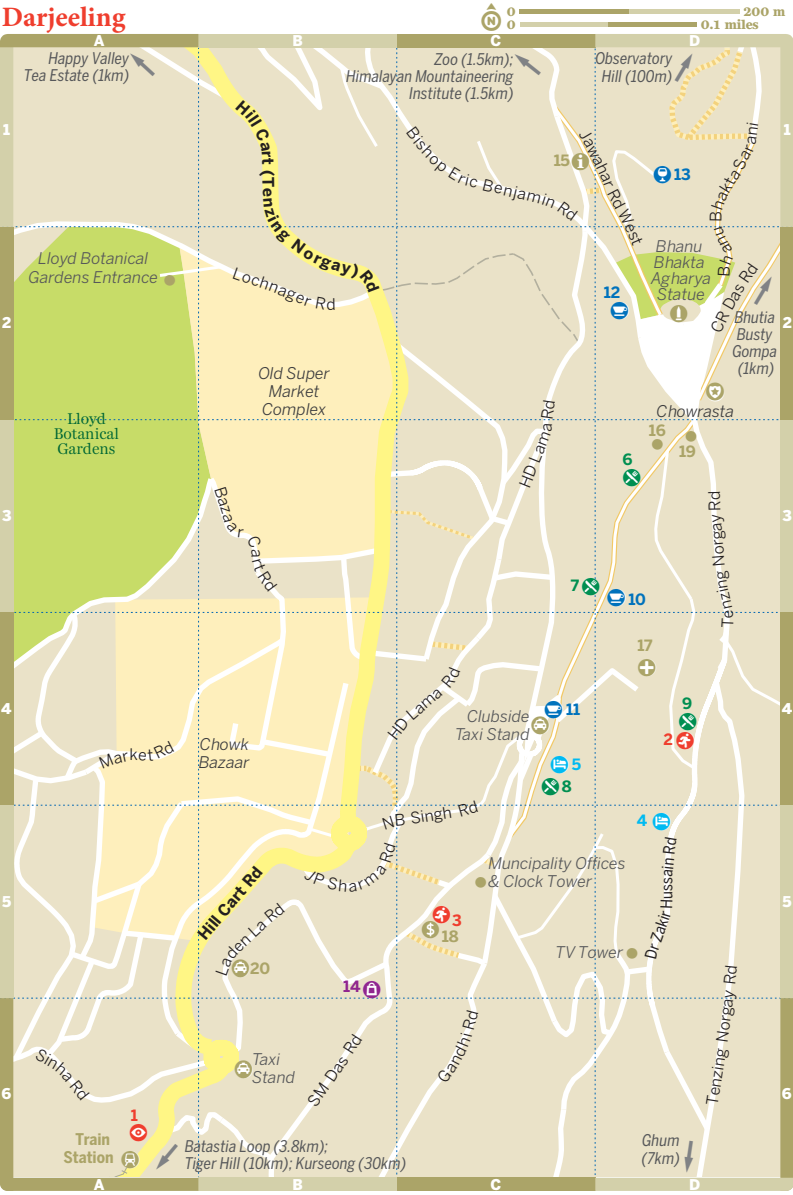 Darjeeling
N
0 200 m
0 0.1 miles
A B C D
Happy Valley
Tea Estate (1km)
Zoo (1.5km);
Himalayan Mountaineering
Institute (1.5km)
Observatory
Hill (100m)
1 1
Hill Cart (Tenzing Norgay) Rd
Bishop Eric Benjamin Rd
15
Jawahar Rd West
13
Bhanu Bhakta Sarani
Lloyd Botanical
Gardens Entrance
Lochnager Rd
Bhanu
Bhakta
Agharya
Statue
12
CR Das Rd
Bhutia
Busty
Gompa
(1km)
2 2
Old Super
Market
Complex
Chowrasta
Lloyd
Botanical
Gardens
HD Lama Rd
16
19
6
3 3
Bazaar Cart Rd
Tenzing Norgay Rd
7
10
17
HD Lama Rd
4 4
11
Clubside
Taxi Stand
9
2
Market Rd
Chowk
Bazaar
5
8
NB Singh Rd
4
JP Sharma Rd
Muncipality Offices
& Clock Tower
Hill Cart Rd
Dr Zakir Hussain Rd
5 5
Laden La Rd
3
18
TV Tower
20
14
Tenzing Norgay Rd
Sinha Rd
Taxi
Stand
SM Das Rd
Gandhi Rd
6 6
1
Train
Station
Batastia Loop (3.8km);
Tiger Hill (10km); Kurseong (30km)
Ghum
(7km)
A B C D